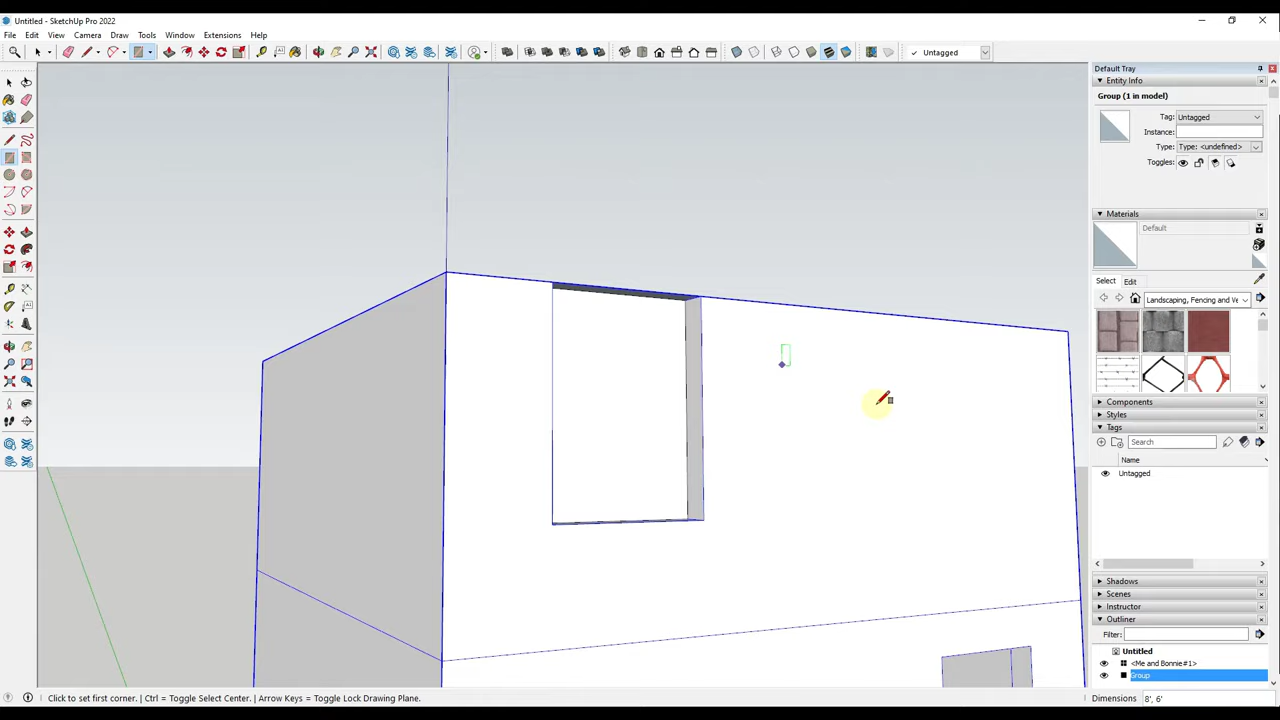 Untitled - SketchUp Pro 2022
File Edit View Camera Draw Tools Window Extensions Help
Untagged
Default Tray
Entity Info
Group (1 in model)
Tag: Untagged
Instance:
Type: Type: <undefined>
Toggles:
Materials
Default
Select Edit
Landscaping, Fencing and Ve
Components
Styles
Tags
Search
Name
Untagged
Shadows
Scenes
Instructor
Outliner
Filter:
Untitled
<Me and Bonnie#1>
Group
Click to set first corner. | Ctrl = Toggle Select Center. | Arrow Keys = Toggle Lock Drawing Plane.
Dimensions 8', 6'